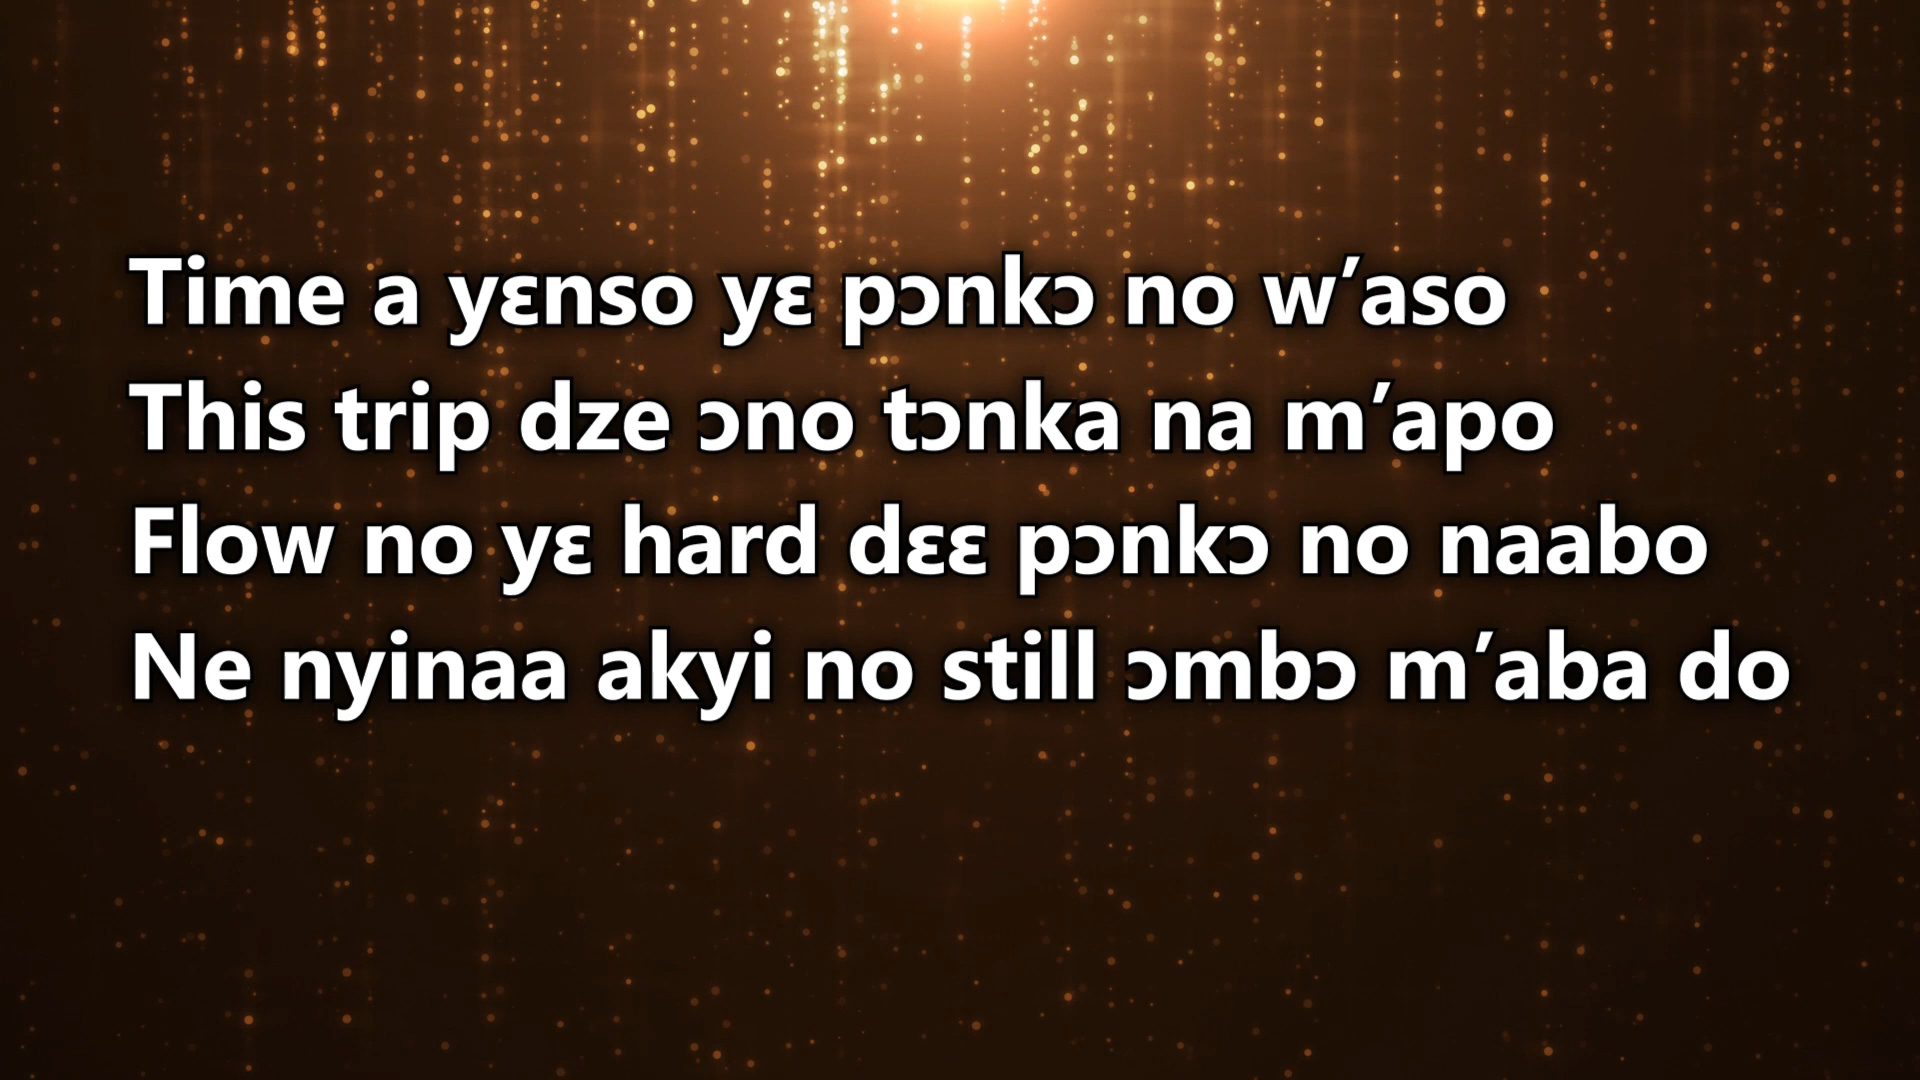 Time a yɛnso yɛ pɔnkɔ no w’aso
This trip dze ɔno tɔnka na m’apo
Flow no yɛ hard dɛɛ pɔnkɔ no naabo
Ne nyinaa akyi no still ɔmbɔ m’aba do